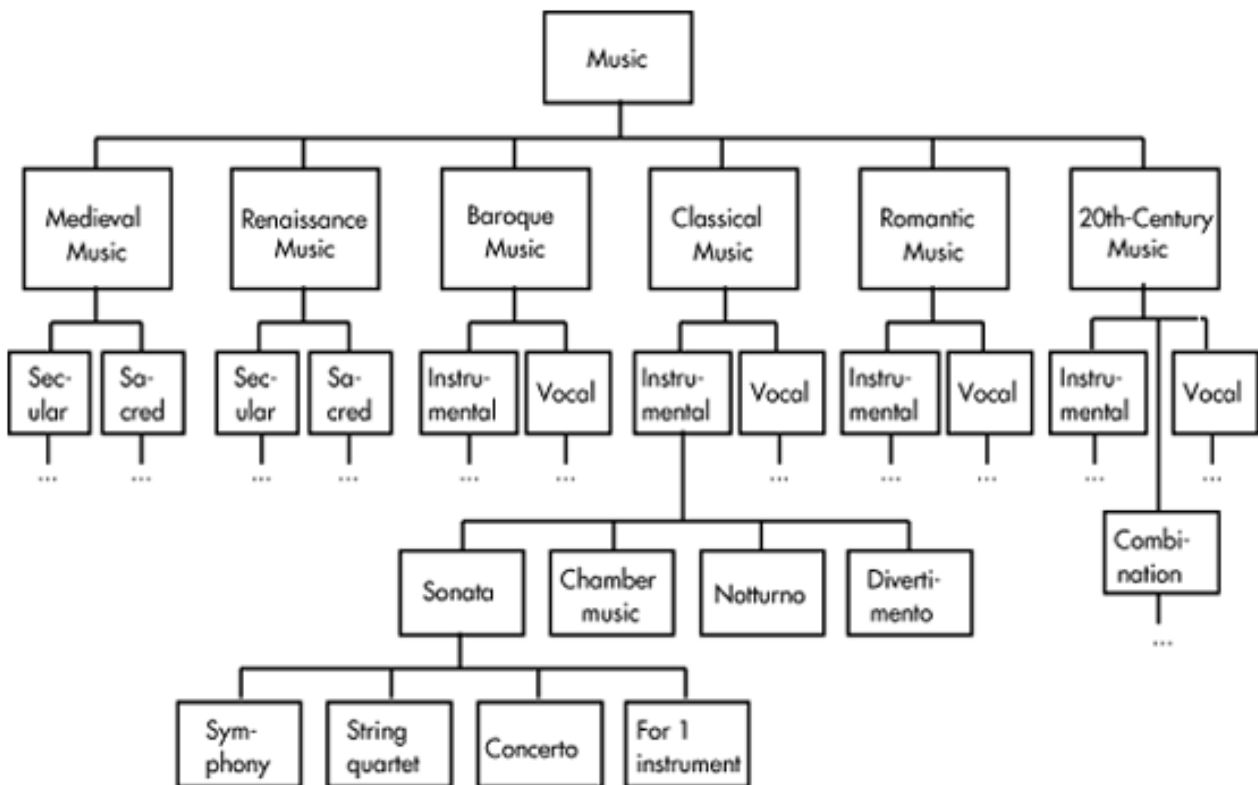 Music
Medieval
Music
Renaissance
Music
Baroque
Music
Classical
Music
Romantic
Music
20th-Century
Music
Sec-
ular
Sa-
cred
Sec-
ular
Sa-
cred
Instru-
mental
Vocal
Instru-
mental
Vocal
Instru-
mental
Vocal
Instru-
mental
Vocal
...
...
...
...
...
...
...
...
...
...
...
Sonata
Chamber
music
Notturno
Diverti-
mento
Combi-
nation
...
Sym-
phony
String
quartet
Concerto
For 1
instrument